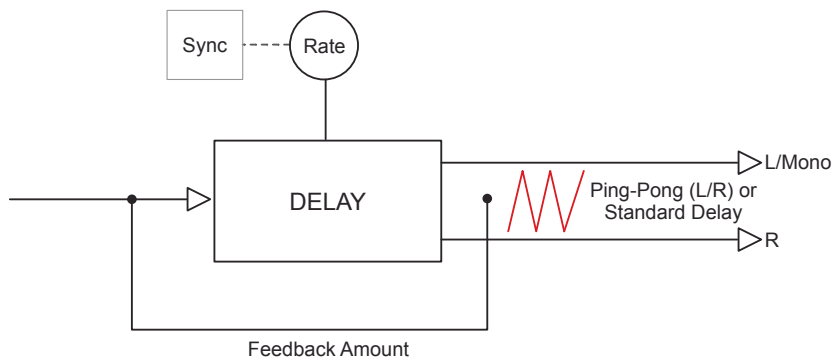 Sync
Rate
DELAY
L/Mono
Ping-Pong (L/R) or
Standard Delay
R
Feedback Amount